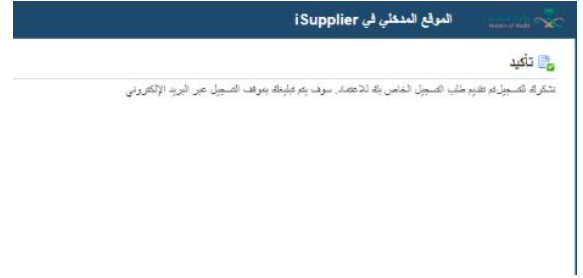 الموقع المدخلي في iSupplier
تأكيد
نشكرك للتسجيل.تم تقديم طلب التسجيل الخاص بك للاعتماد. سوف يتم تبليغك بموقف التسجيل عبر البريد الإلكتروني